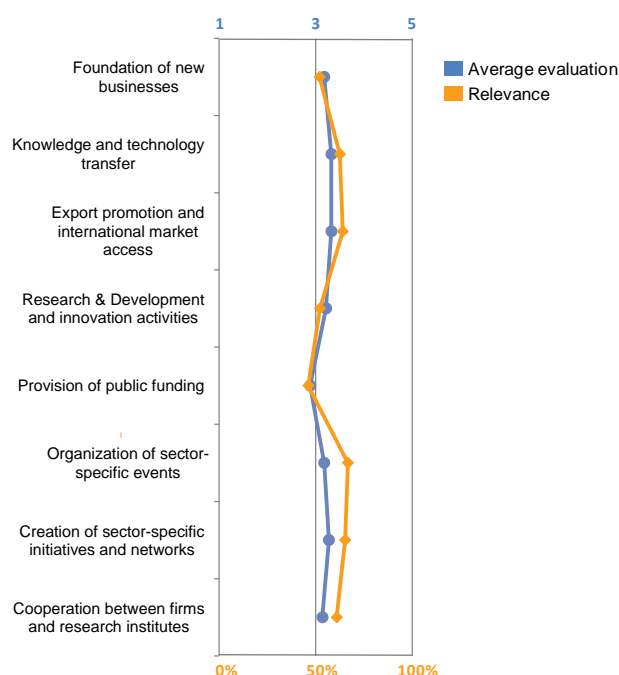 1 3 5
Foundation of new
businesses
Average evaluation
Relevance
Knowledge and technology
transfer
Export promotion and
international market
access
Research & Development
and innovation activities
Provision of public funding
Organization of sector-
specific events
Creation of sector-specific
initiatives and networks
Cooperation between firms
and research institutes
0% 50% 100%